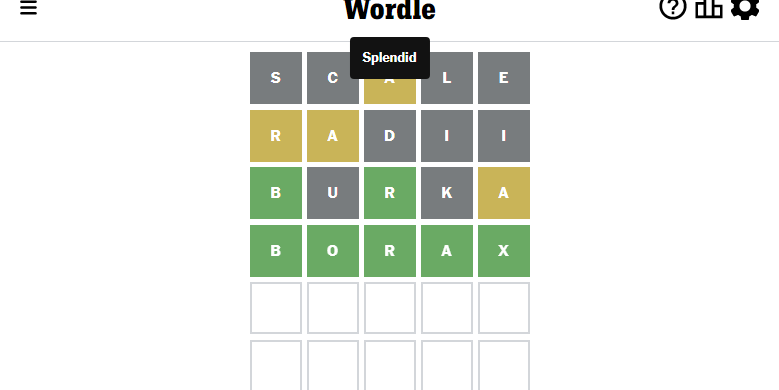 Wordle
Splendid
S C A L E
R A D I I
B U R K A
B O R A X